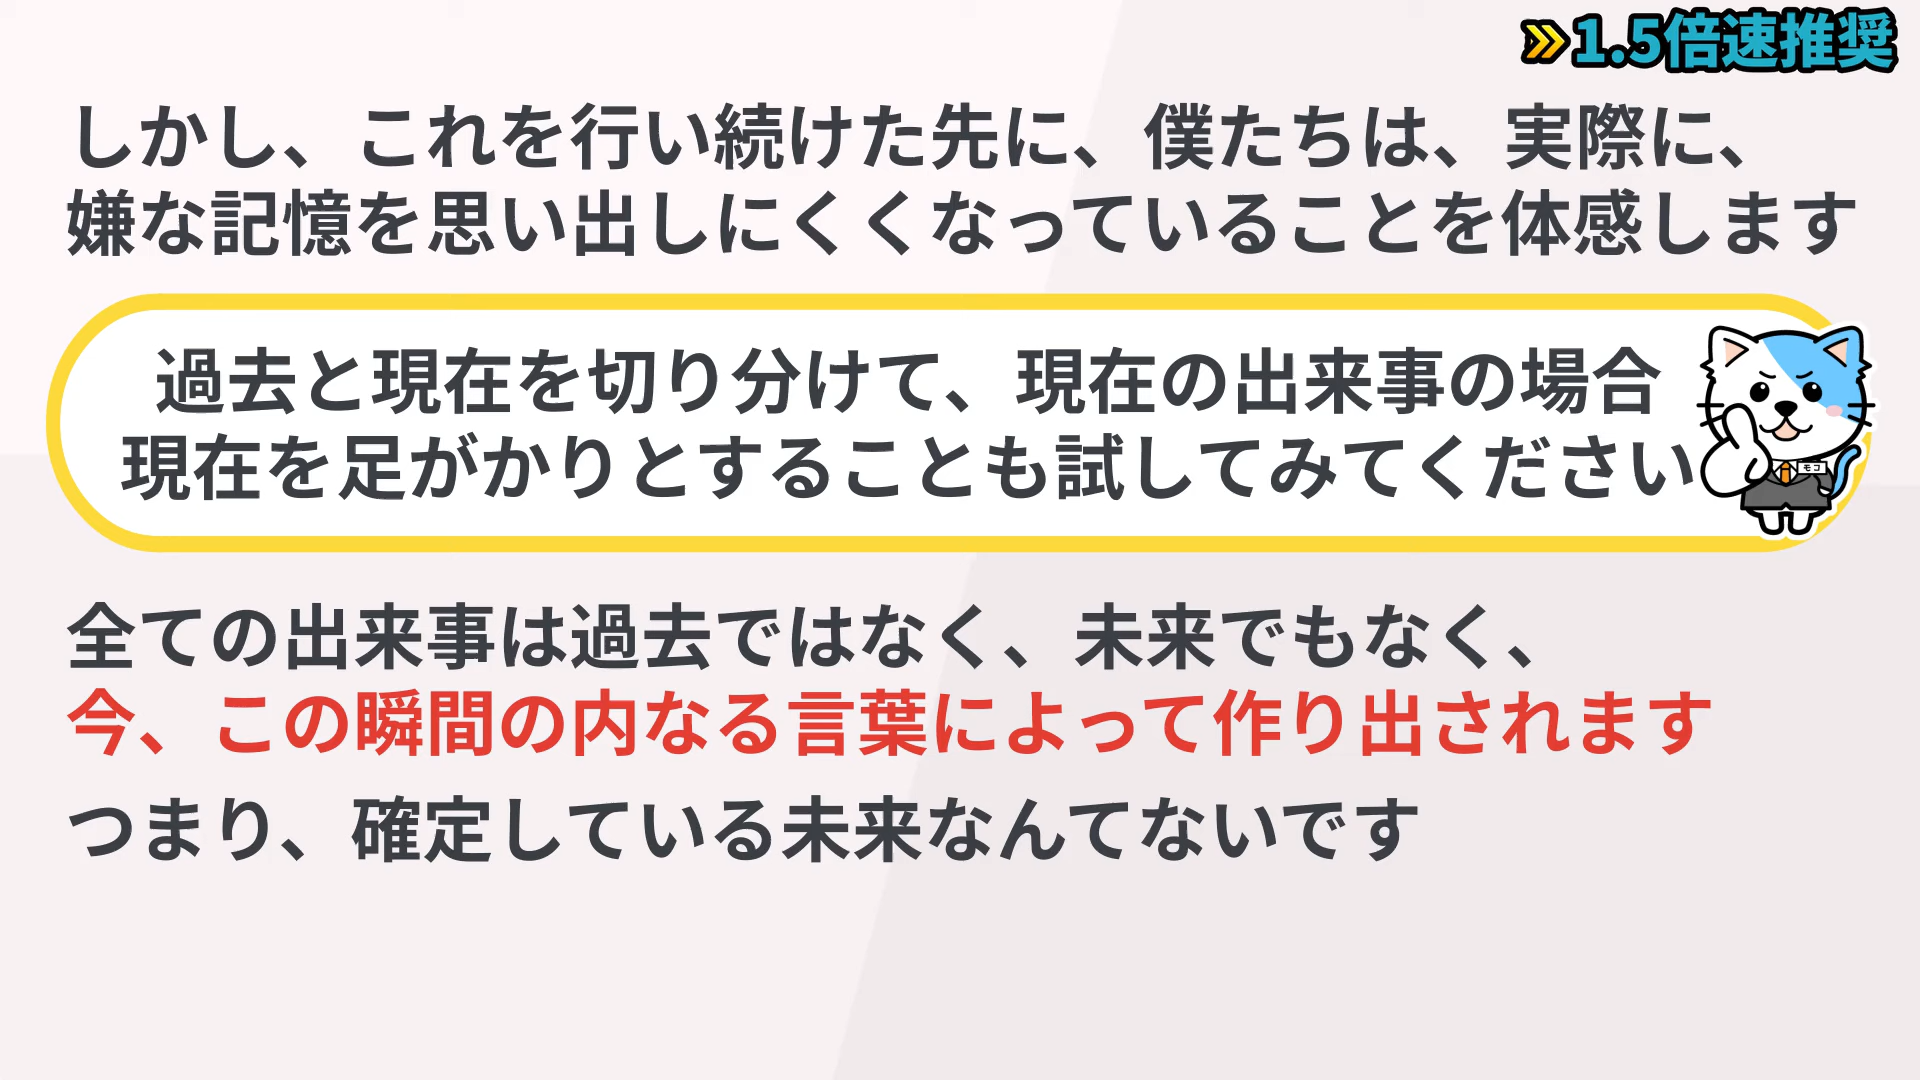 1.5倍速推奨
しかし、これを行い続けた先に、僕たちは、実際に、
嫌な記憶を思い出しにくくなっていることを体感します
過去と現在を切り分けて、現在の出来事の場合
現在を足がかりとすることも試してみてください
モコ
全ての出来事は過去ではなく、未来でもなく、
今、この瞬間の内なる言葉によって作り出されます
つまり、確定している未来なんてないです